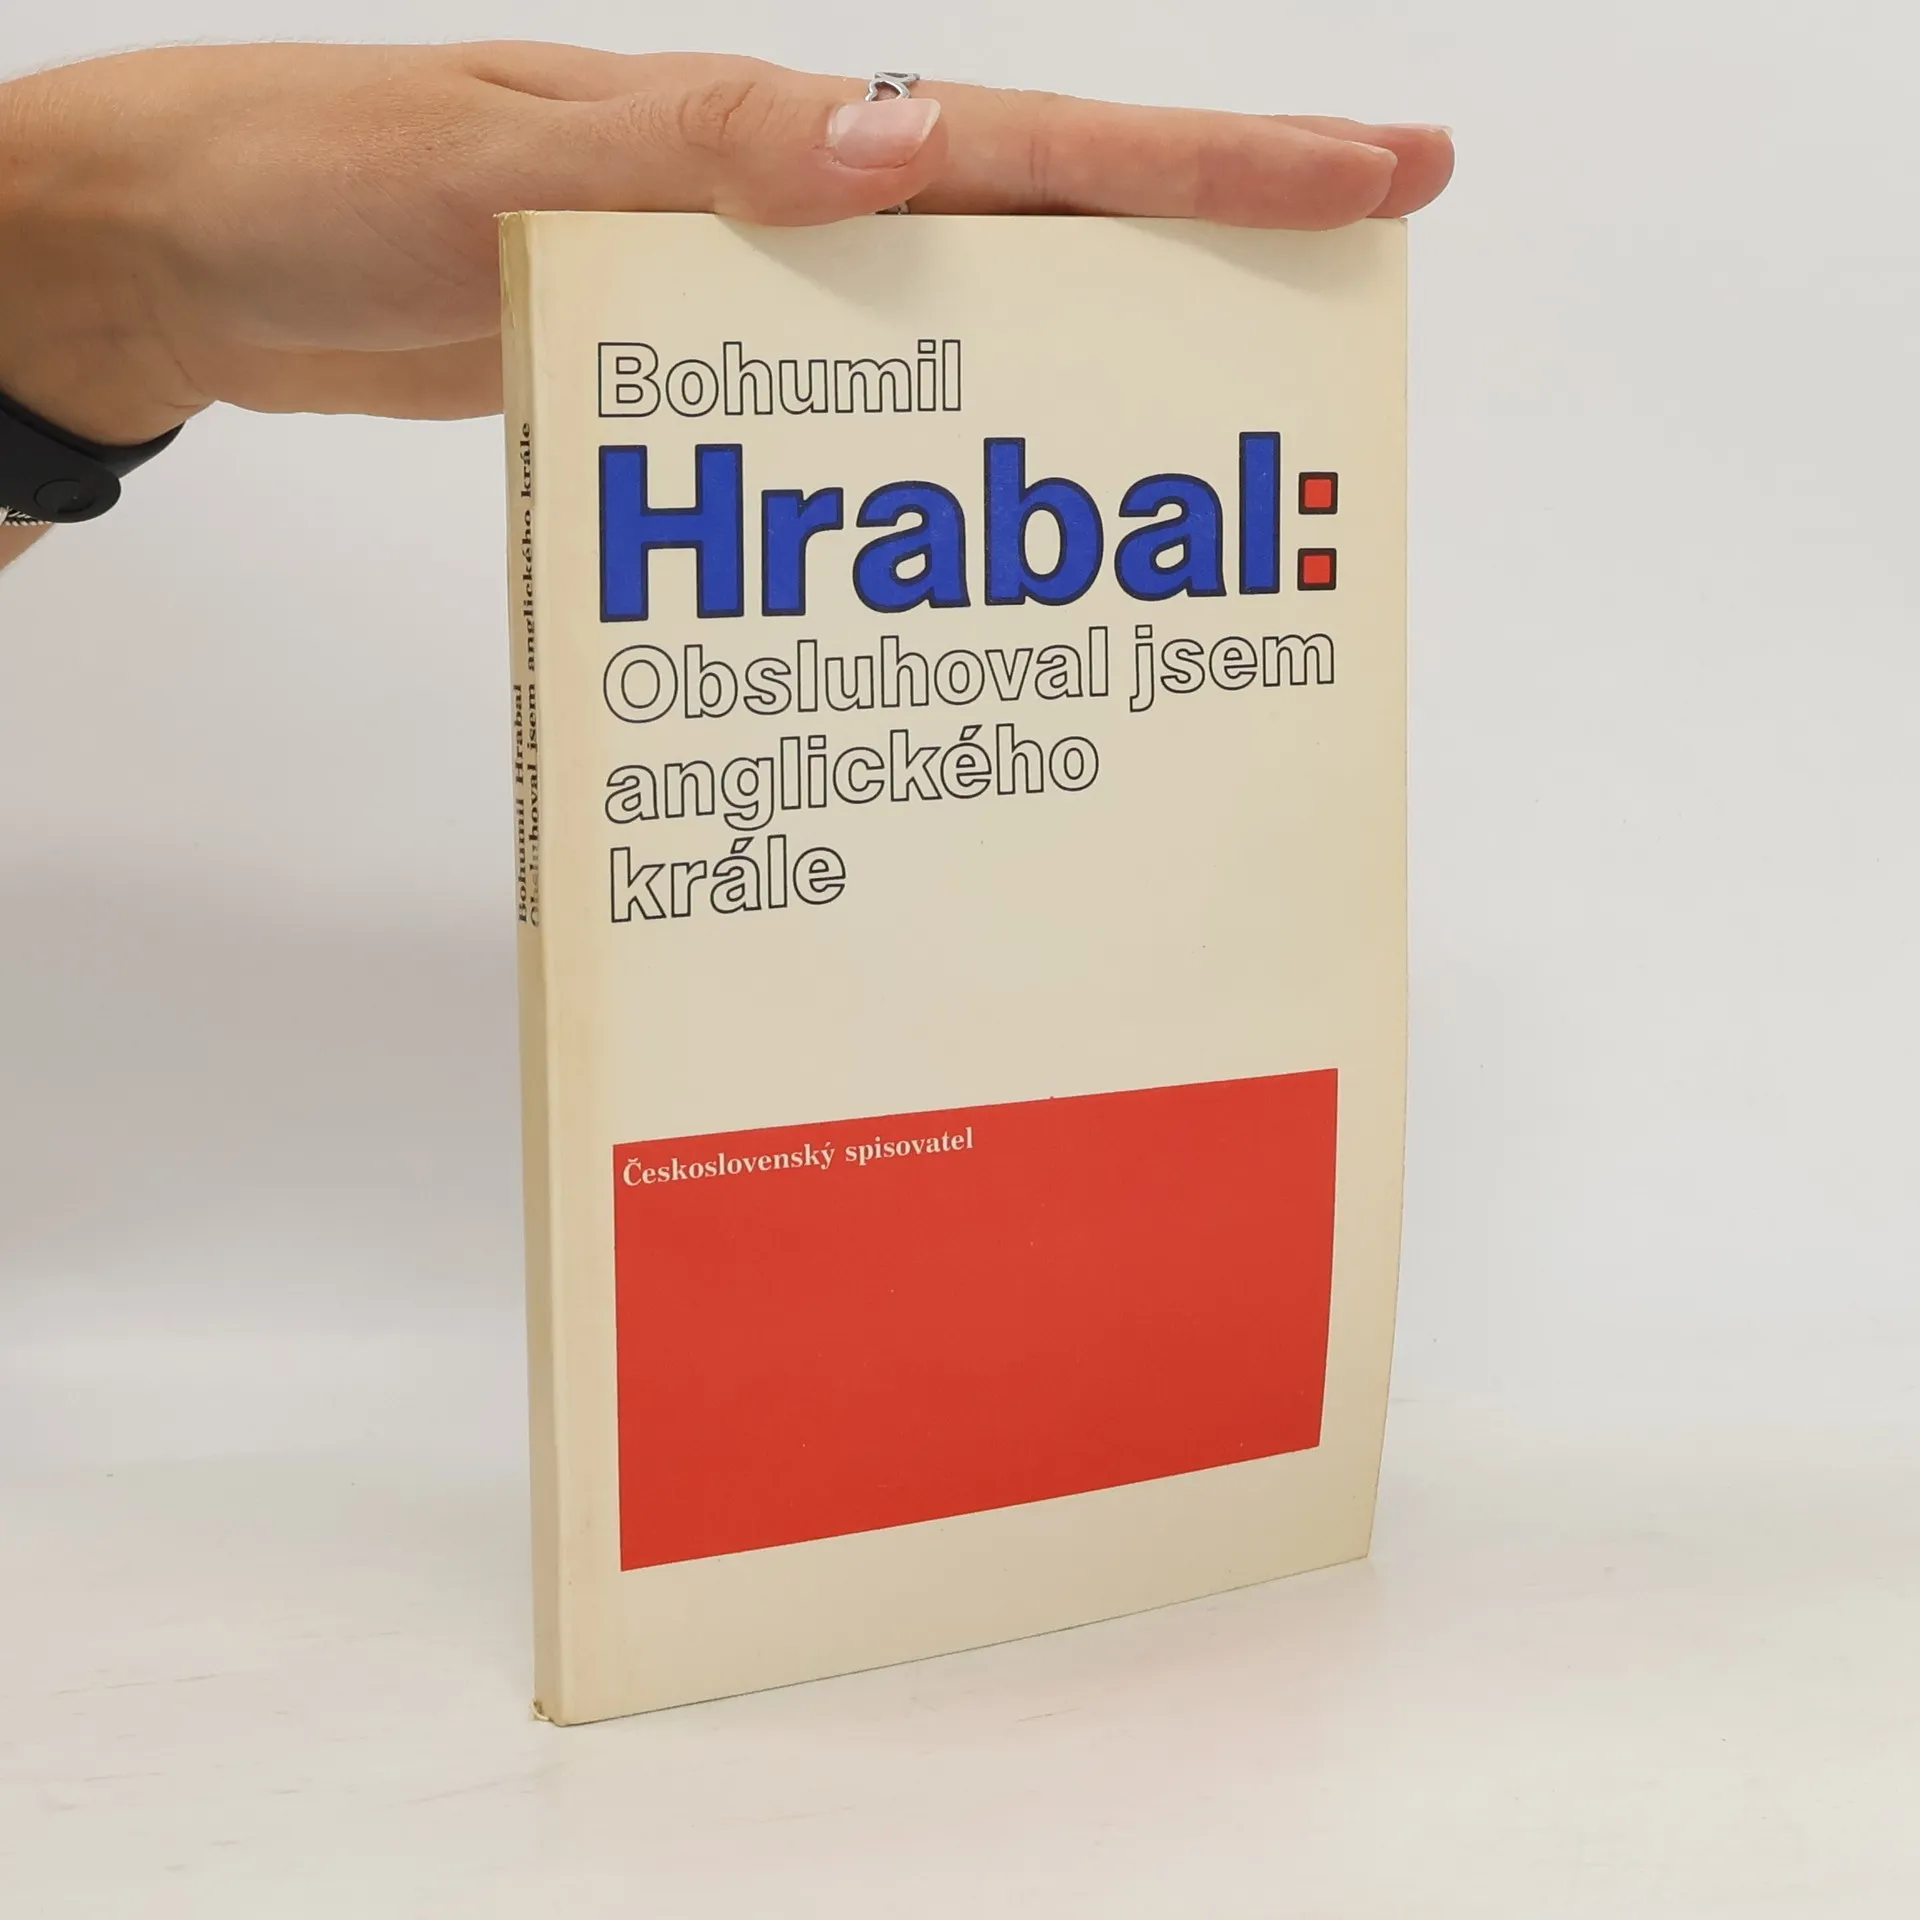 Bohumil
Hrabal:
Obsluhoval jsem
anglického
krále
Československý spisovatel
Bohumil Hrabal
Obsluhoval jsem anglického krále